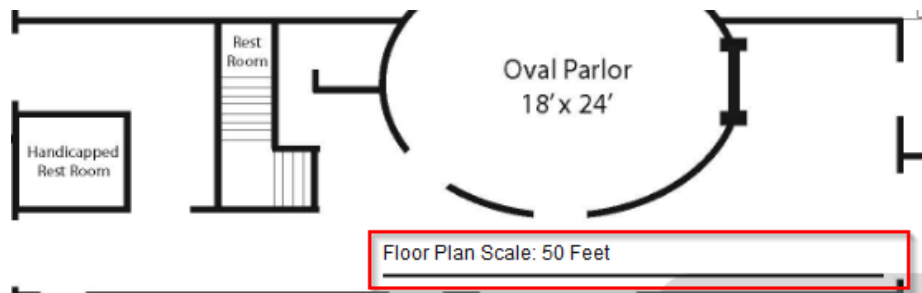 Rest
Room
Oval Parlor
18’ x 24’
Handicapped
Rest Room
Floor Plan Scale: 50 Feet